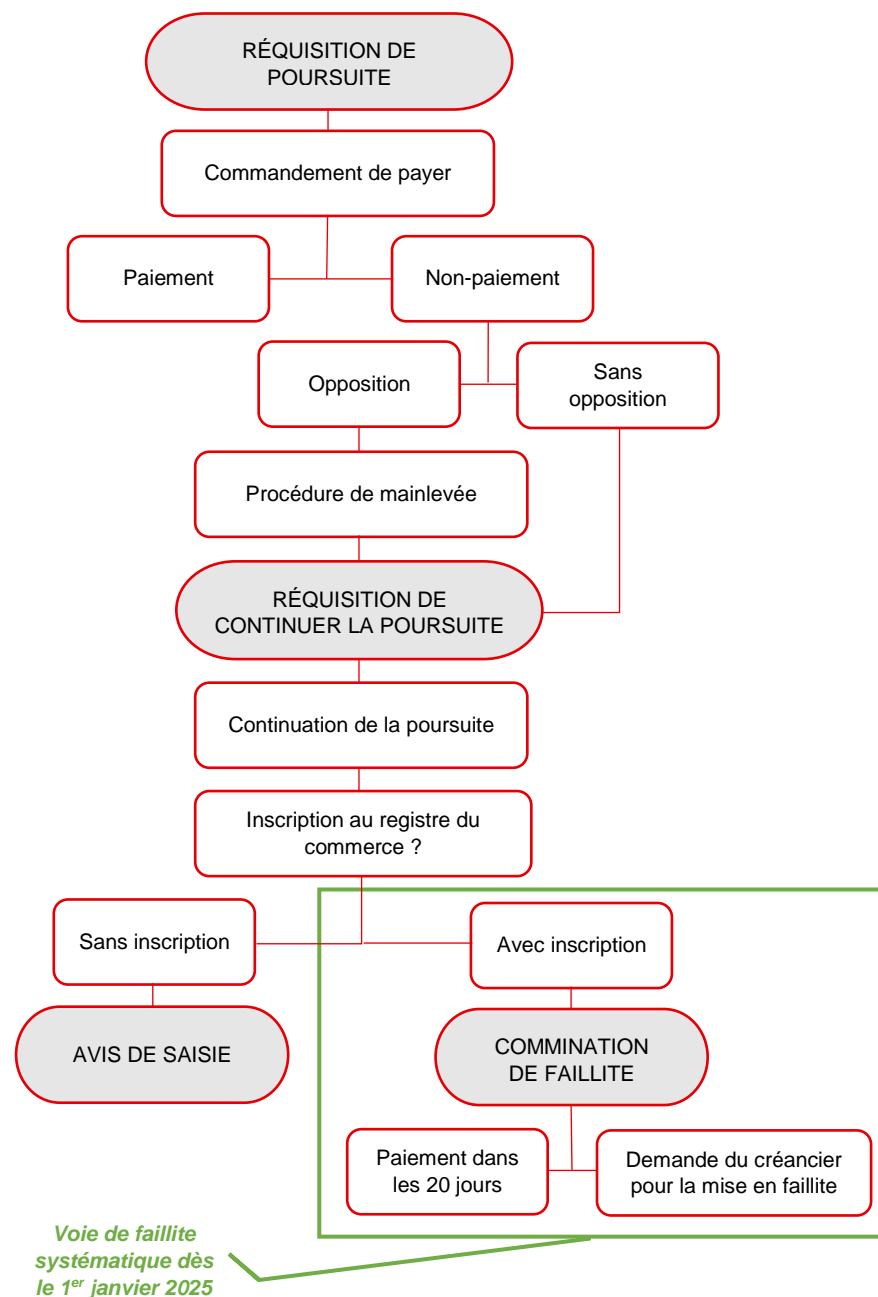 RÉQUISITION DE
POURSUITE
Commandement de payer
Paiement
Non-paiement
Opposition
Sans
opposition
Procédure de mainlevée
RÉQUISITION DE
CONTINUER LA POURSUITE
Continuation de la poursuite
Inscription au registre du
commerce ?
Sans inscription
Avec inscription
AVIS DE SAISIE
COMMINATION
DE FAILLITE
Paiement dans
les 20 jours
Demande du créancier
pour la mise en faillite
Voie de faillite
systématique dès
le 1er janvier 2025